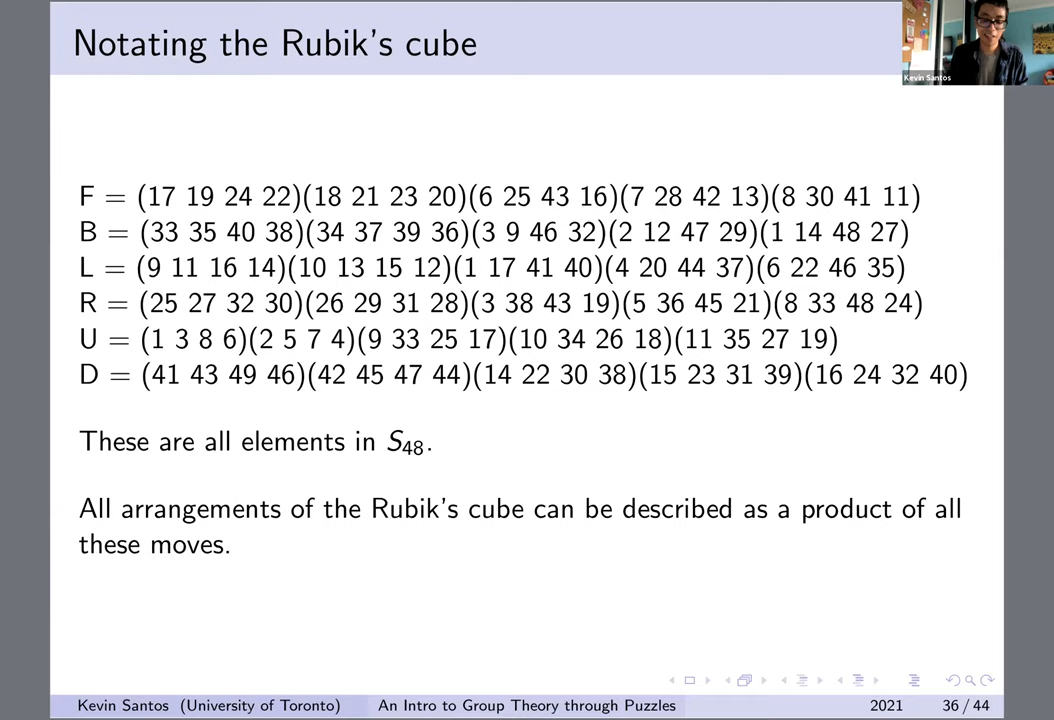 Notating the Rubik's cube
Kevin Santos
F = (17 19 24 22)(18 21 23 20)(6 25 43 16)(7 28 42 13)(8 30 41 11)
B = (33 35 40 38)(34 37 39 36)(3 9 46 32)(2 12 47 29)(1 14 48 27)
L = (9 11 16 14)(10 13 15 12)(1 17 41 40)(4 20 44 37)(6 22 46 35)
R = (25 27 32 30)(26 29 31 28)(3 38 43 19)(5 36 45 21)(8 33 48 24)
U = (1 3 8 6)(2 5 7 4)(9 33 25 17)(10 34 26 18)(11 35 27 19)
D = (41 43 49 46)(42 45 47 44)(14 22 30 38)(15 23 31 39)(16 24 32 40)
These are all elements in S48.
All arrangements of the Rubik's cube can be described as a product of all
these moves.
Kevin Santos (University of Toronto) An Intro to Group Theory through Puzzles 2021 36 / 44